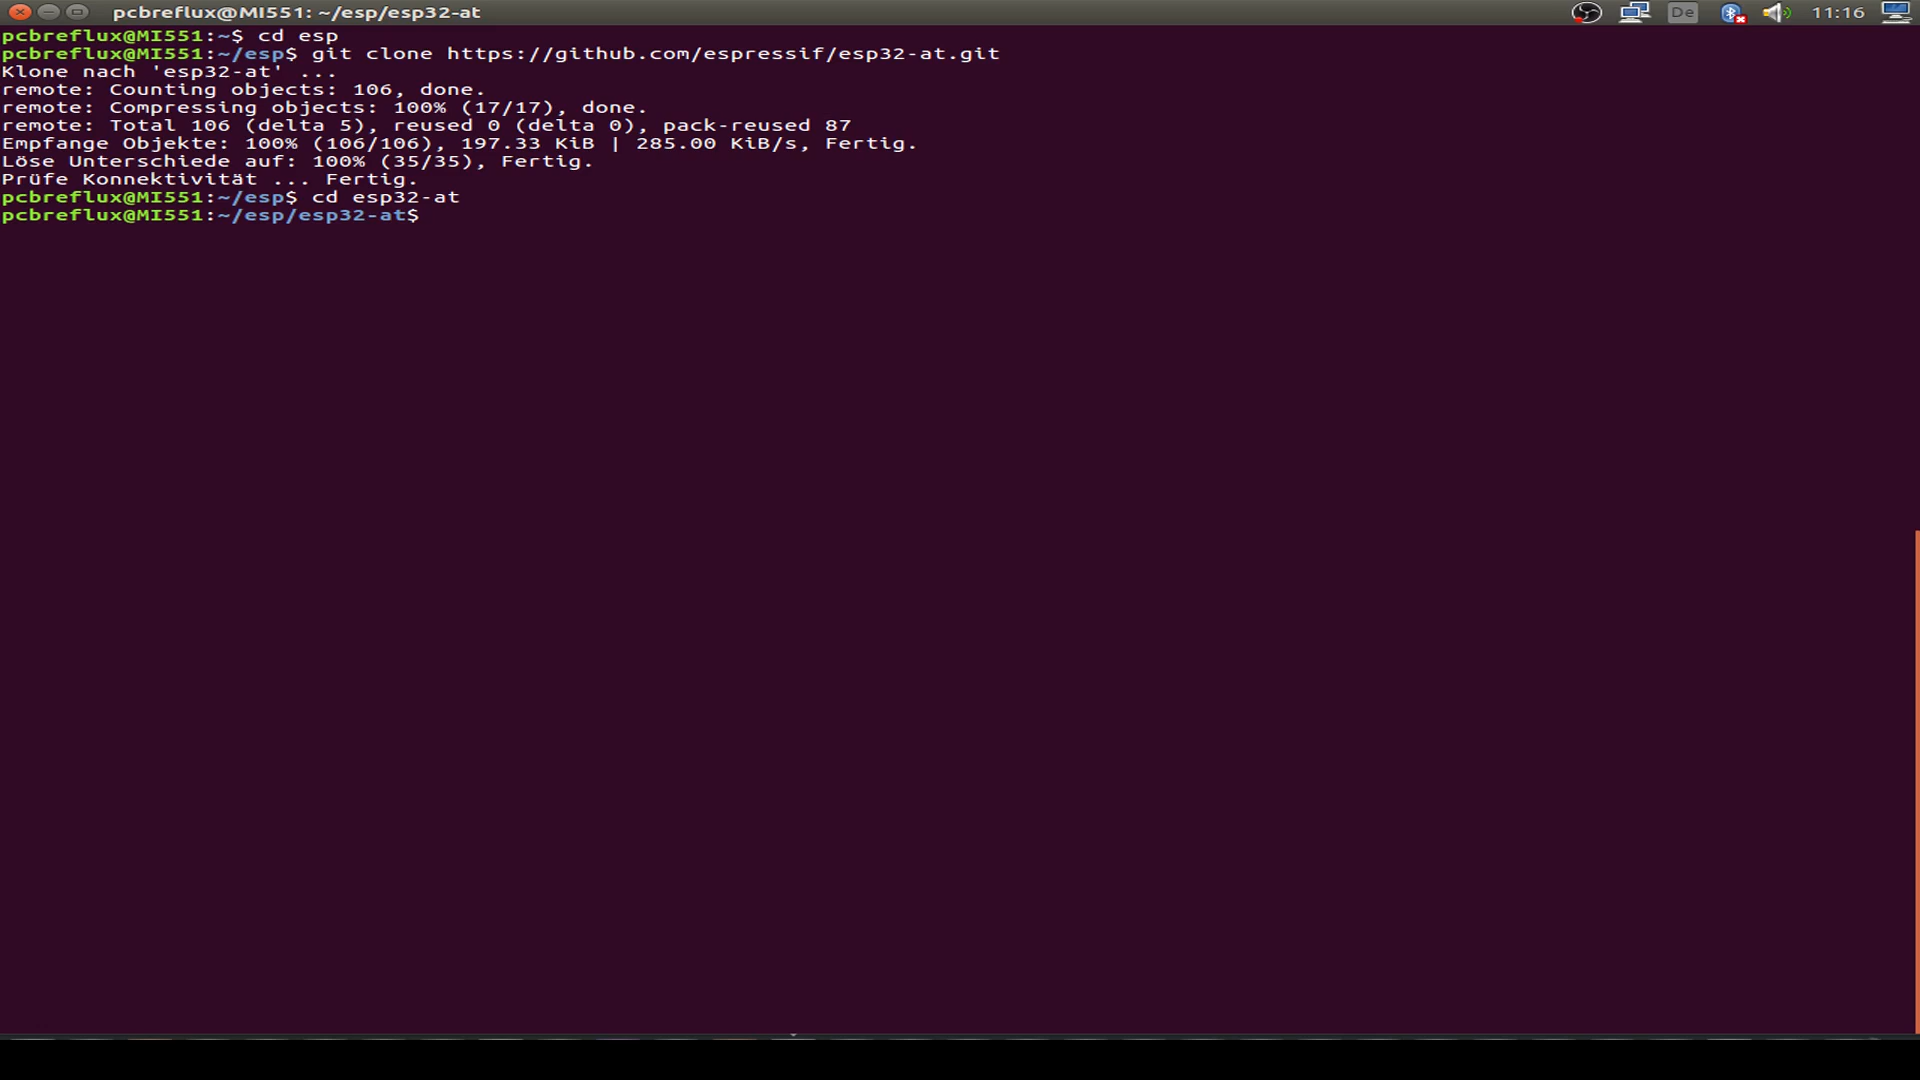 pcbreflux@MI551: ~/esp/esp32-at
De
11:16
pcbreflux@MI551:~$ cd esp
pcbreflux@MI551:~/esp$ git clone https://github.com/espressif/esp32-at.git
Klone nach 'esp32-at' ...
remote: Counting objects: 106, done.
remote: Compressing objects: 100% (17/17), done.
remote: Total 106 (delta 5), reused 0 (delta 0), pack-reused 87
Empfange Objekte: 100% (106/106), 197.33 KiB | 285.00 KiB/s, Fertig.
Löse Unterschiede auf: 100% (35/35), Fertig.
Prüfe Konnektivität ... Fertig.
pcbreflux@MI551:~/esp$ cd esp32-at
pcbreflux@MI551:~/esp/esp32-at$